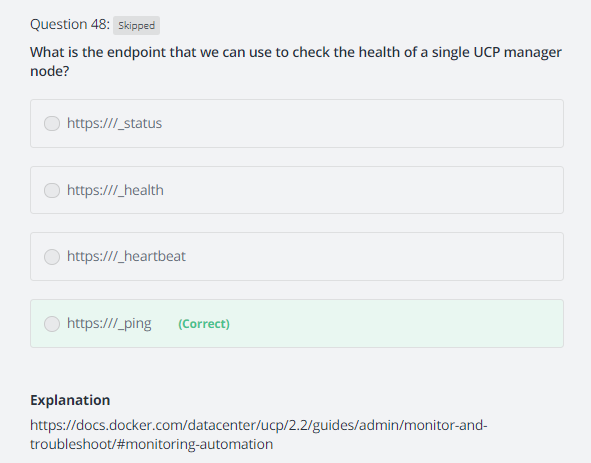 Question 48: Skipped
What is the endpoint that we can use to check the health of a single UCP manager
node?
https:///_status
https:///_health
https:///_heartbeat
https:///_ping (Correct)
Explanation
https://docs.docker.com/datacenter/ucp/2.2/guides/admin/monitor-and-
troubleshoot/#monitoring-automation